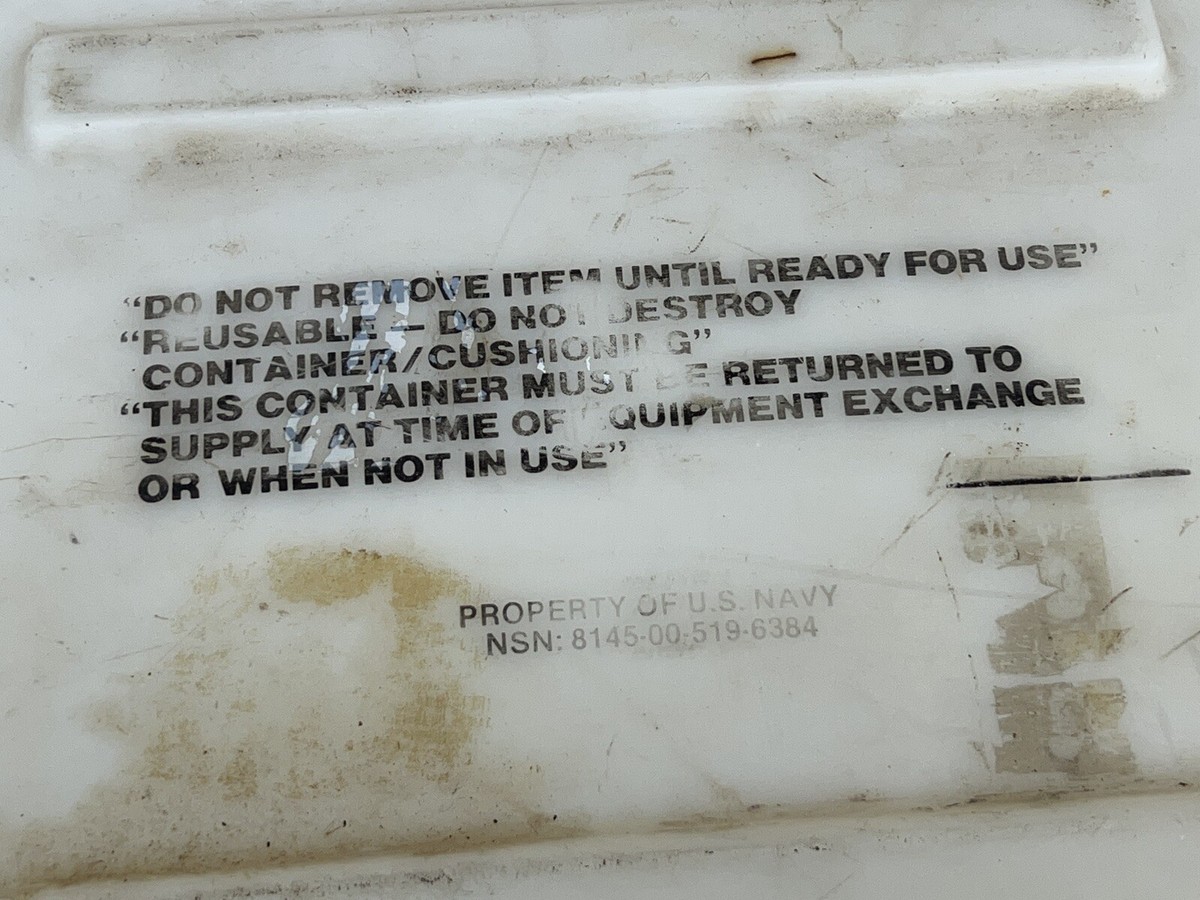 “DO NOT REMOVE ITEM UNTIL READY FOR USE”
“REUSABLE – DO NOT DESTROY
CONTAINER/CUSHIONING”
“THIS CONTAINER MUST BE RETURNED TO
SUPPLY AT TIME OF EQUIPMENT EXCHANGE
OR WHEN NOT IN USE”
PROPERTY OF U.S. NAVY
NSN: 8145-00-519-6384